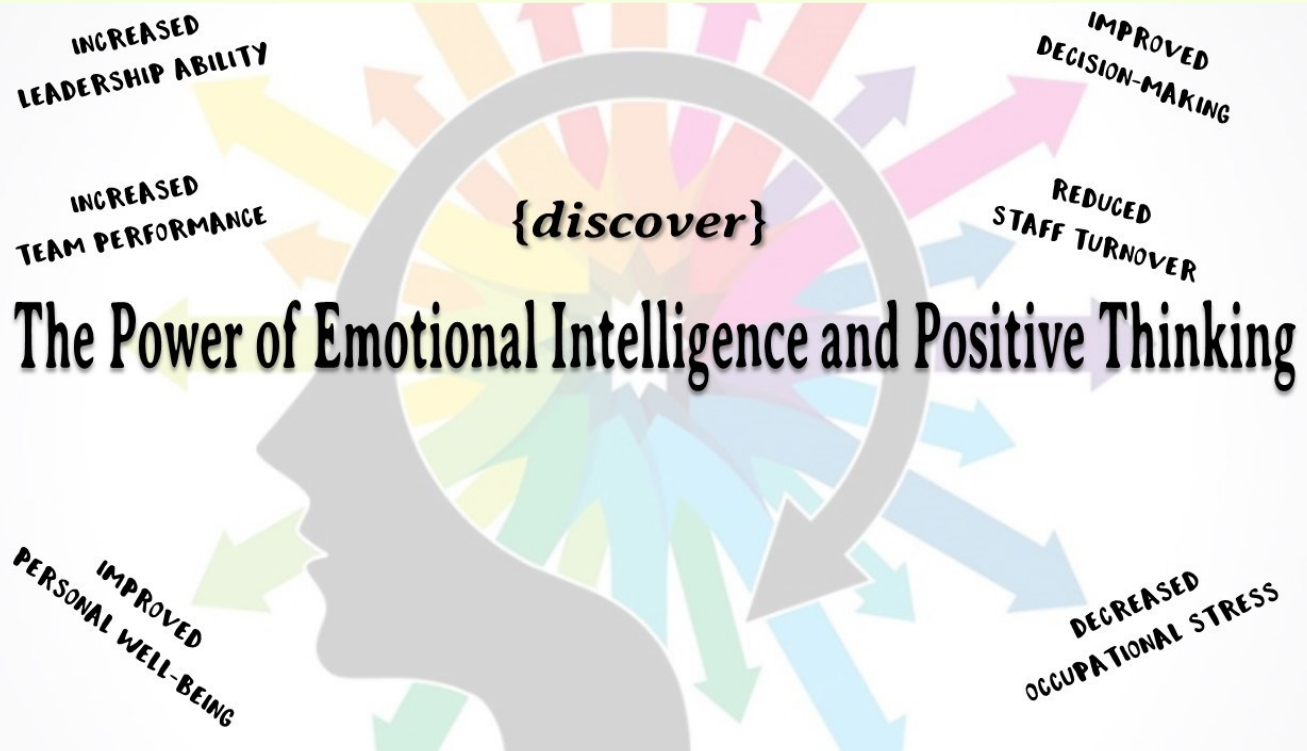 INCREASED
LEADERSHIP ABILITY
IMPROVED
DECISION-MAKING
INCREASED
TEAM PERFORMANCE
REDUCED
STAFF TURNOVER
{discover}
The Power of Emotional Intelligence and Positive Thinking
IMPROVED
PERSONAL WELL-BEING
DECREASED
OCCUPATIONAL STRESS